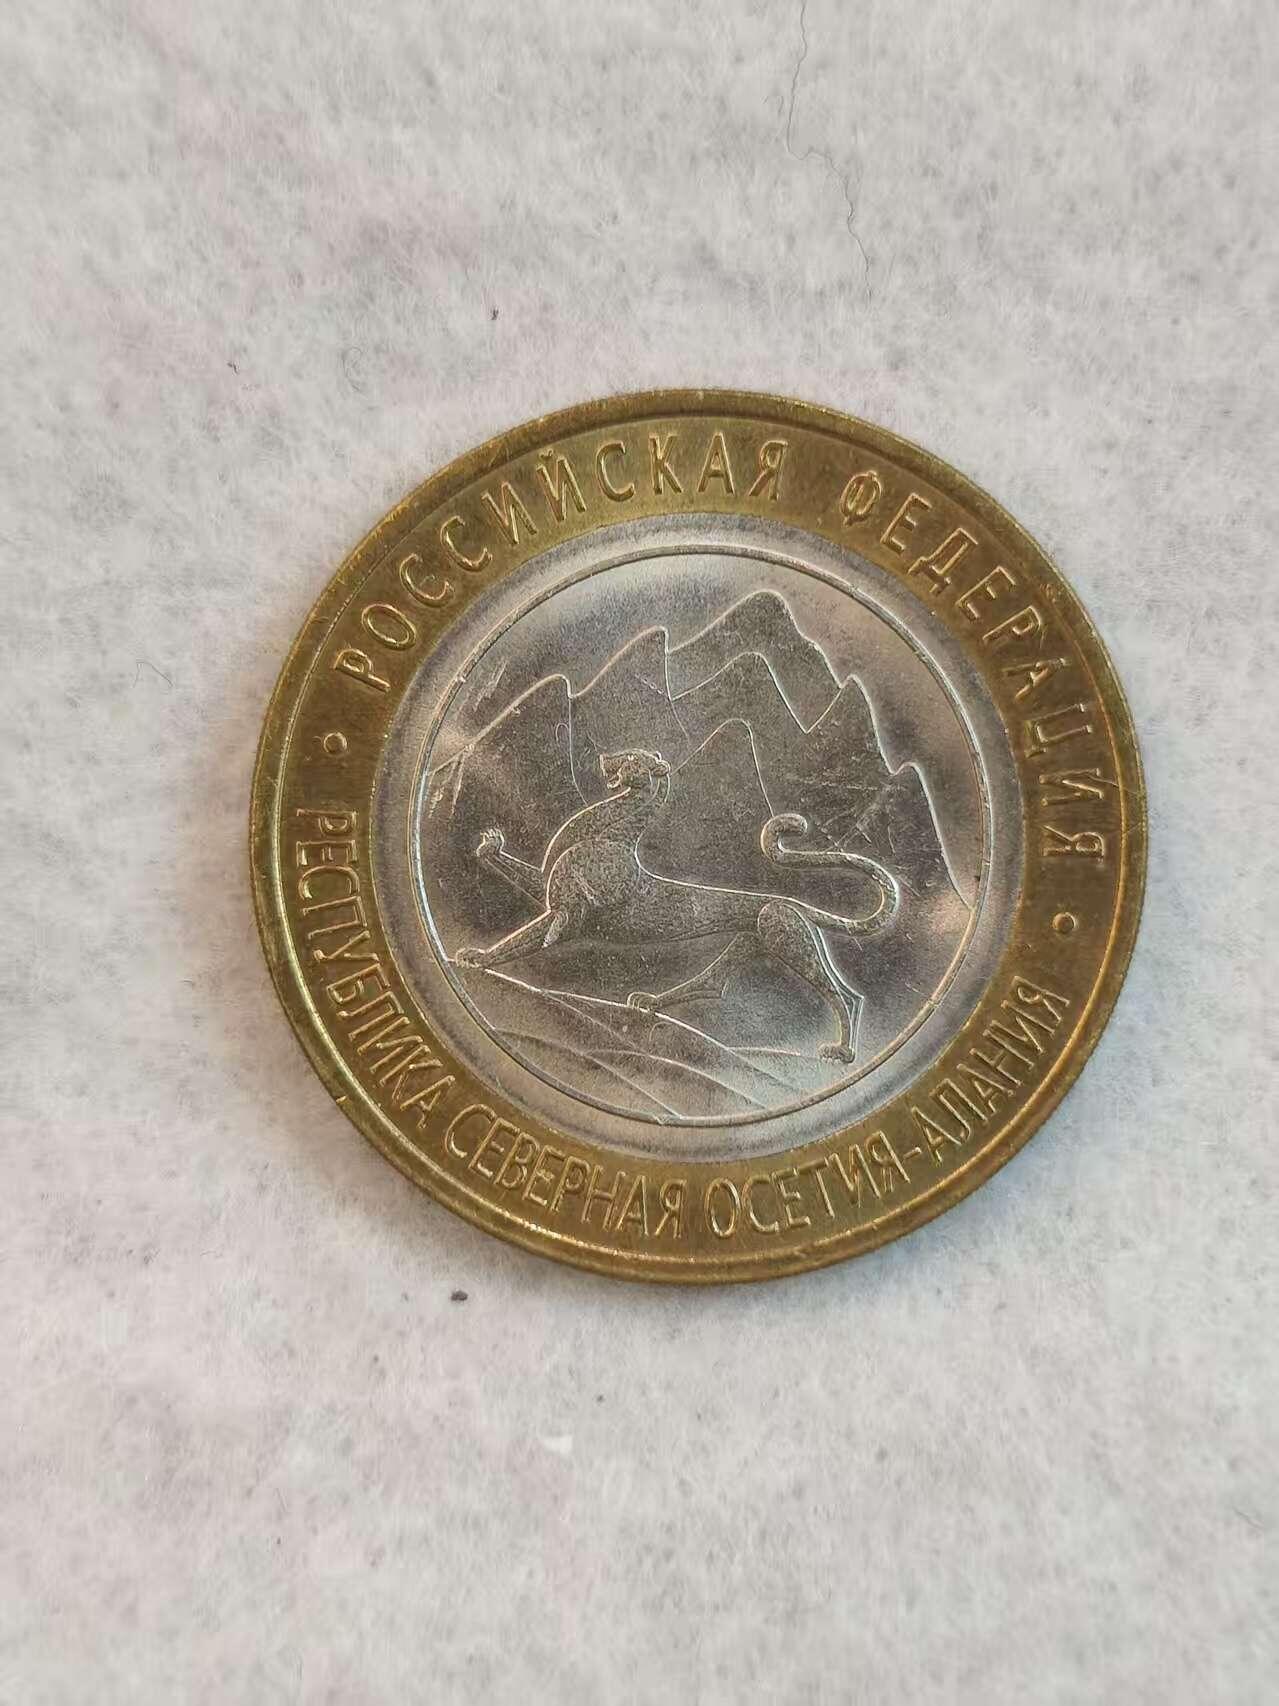 РОССИЙСКАЯ ФЕДЕРАЦИЯ
РЕСПУБЛИКА СЕВЕРНАЯ ОСЕТИЯ-АЛАНИЯ